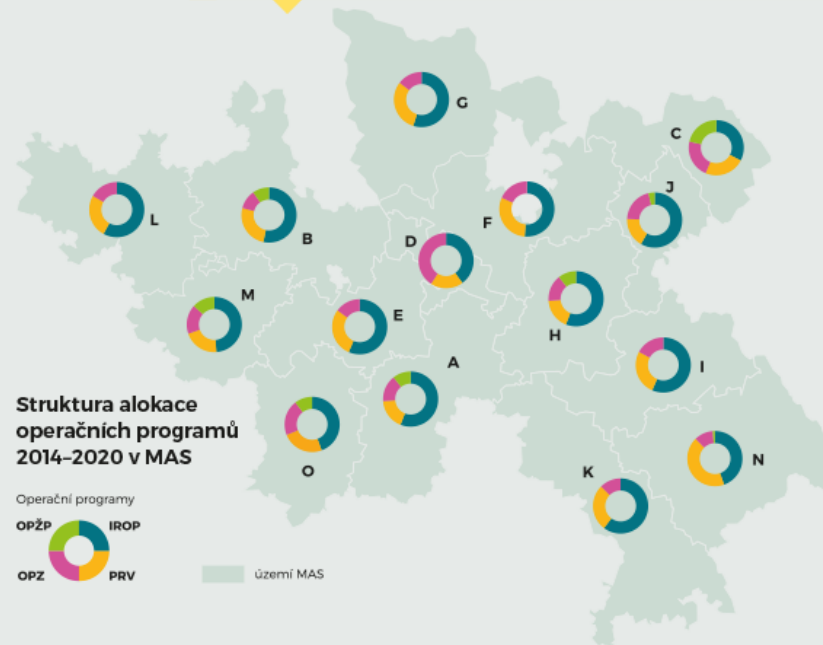 G
C
J
L
B
F
D
M
E
H
A
I
O
K
N
Struktura alokace
operačních programů
2014–2020 v MAS
Operační programy
OPŽP IROP
OPZ PRV
území MAS